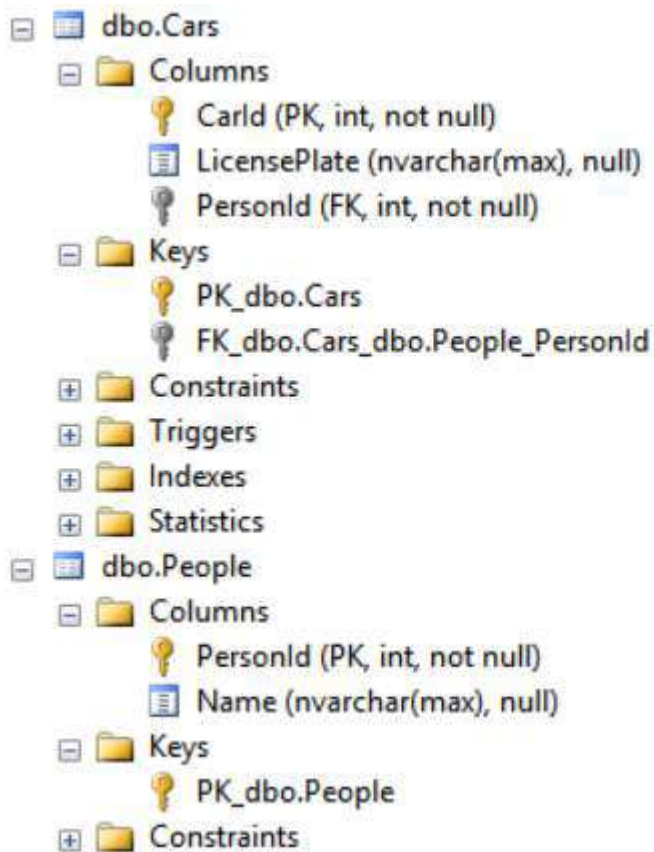 dbo.Cars
Columns
CarId (PK, int, not null)
LicensePlate (nvarchar(max), null)
PersonId (FK, int, not null)
Keys
PK_dbo.Cars
FK_dbo.Cars_dbo.People_PersonId
Constraints
Triggers
Indexes
Statistics
dbo.People
Columns
PersonId (PK, int, not null)
Name (nvarchar(max), null)
Keys
PK_dbo.People
Constraints